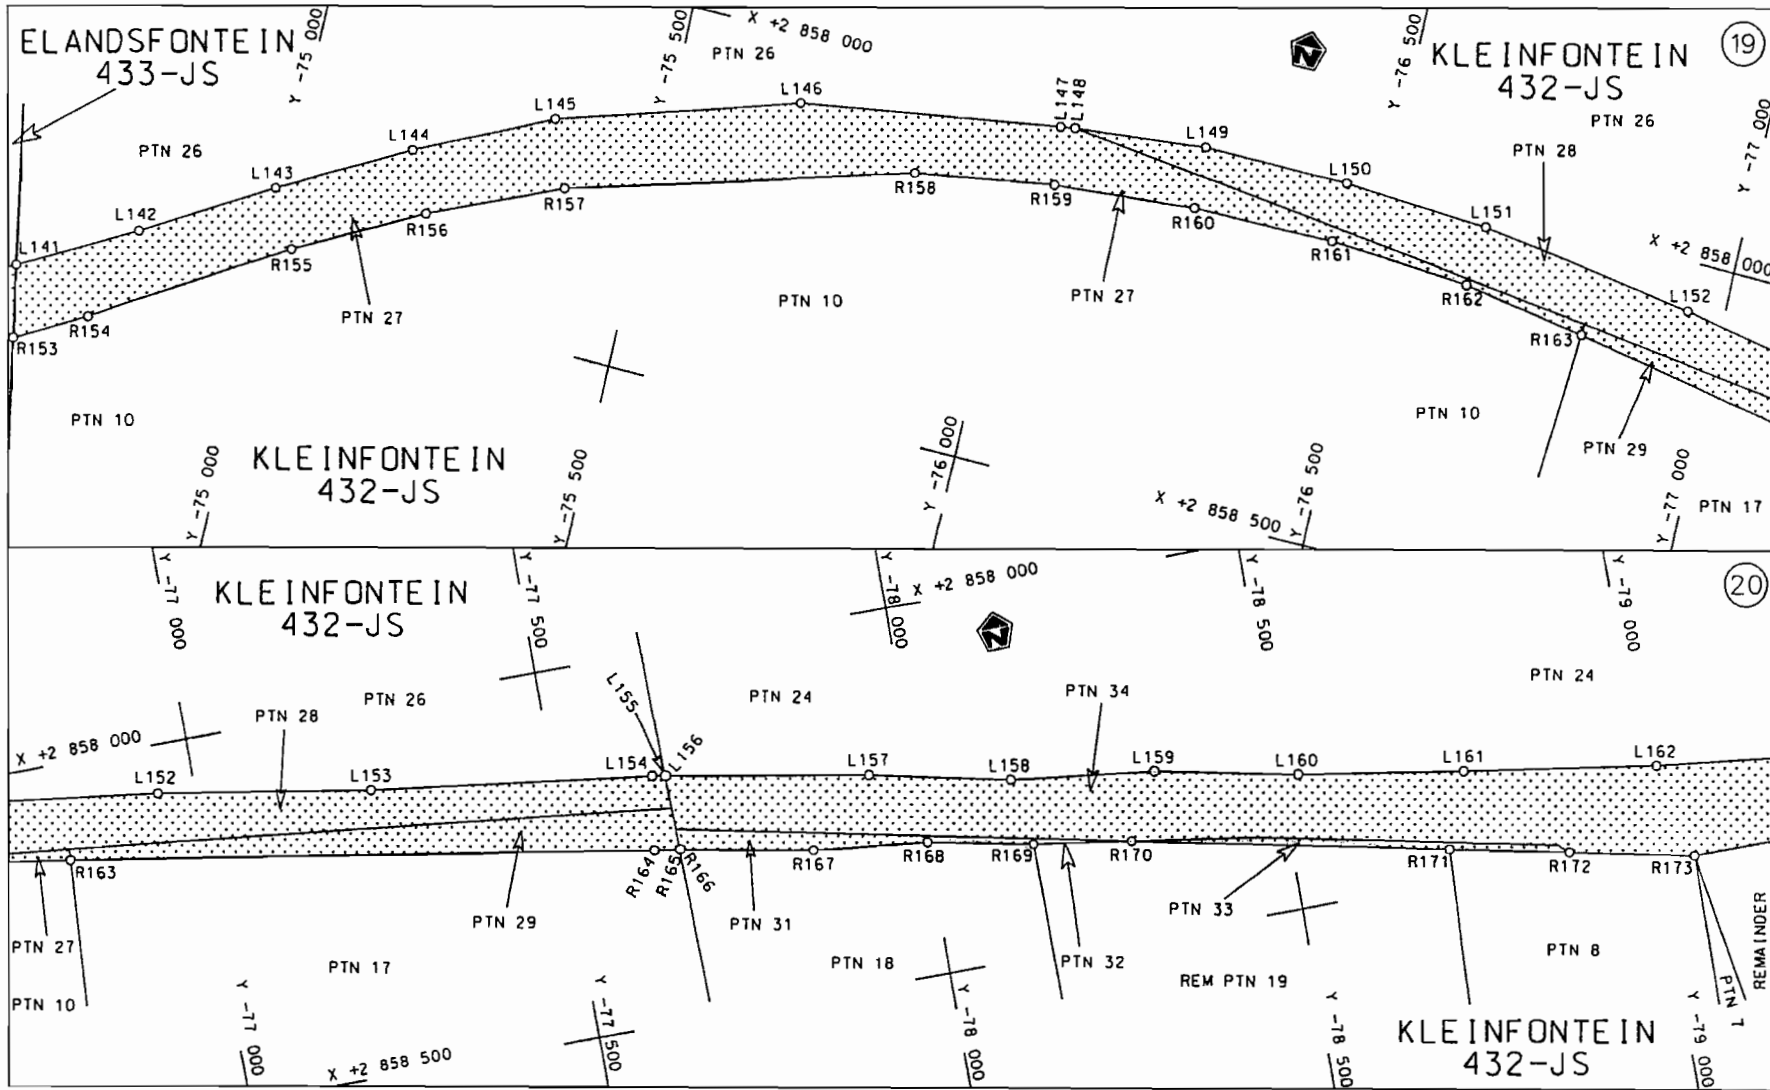 ELANDSFONTEIN
433-JS
Y -75 000
Y -75 500
X +2 858 000
PTN 26
Y -76 500
KLEINFONTEIN
432-JS
19
PTN 26
Y -77 000
L147
L148
L146
L145
L144
PTN 26
L143
L142
L141
L149
L150
PTN 28
L151
X +2 858 000
L152
R158
R159
R160
R157
R156
R155
R154
R153
R161
R162
R163
PTN 27
PTN 10
PTN 27
PTN 10
PTN 10
PTN 29
PTN 17
KLEINFONTEIN
432-JS
Y -75 000
Y -75 500
Y -76 000
X +2 858 500
Y -76 500
Y -77 000
Y -77 000
KLEINFONTEIN
432-JS
Y -77 500
Y -78 000
X +2 858 000
N
Y -78 500
Y -79 000
20
PTN 26
PTN 28
X +2 858 000
L155
PTN 24
PTN 34
PTN 24
L152
L153
L154
L156
L157
L158
L159
L160
L161
L162
R163
R164
R165
R166
R167
R168
R169
R170
R171
R172
R173
PTN 27
PTN 10
PTN 29
PTN 17
PTN 31
PTN 18
PTN 32
PTN 33
REM PTN 19
PTN 8
PTN 7
REMAINDER
Y -77 000
X +2 858 500
Y -77 500
Y -78 000
Y -78 500
Y -79 000
KLEINFONTEIN
432-JS
N